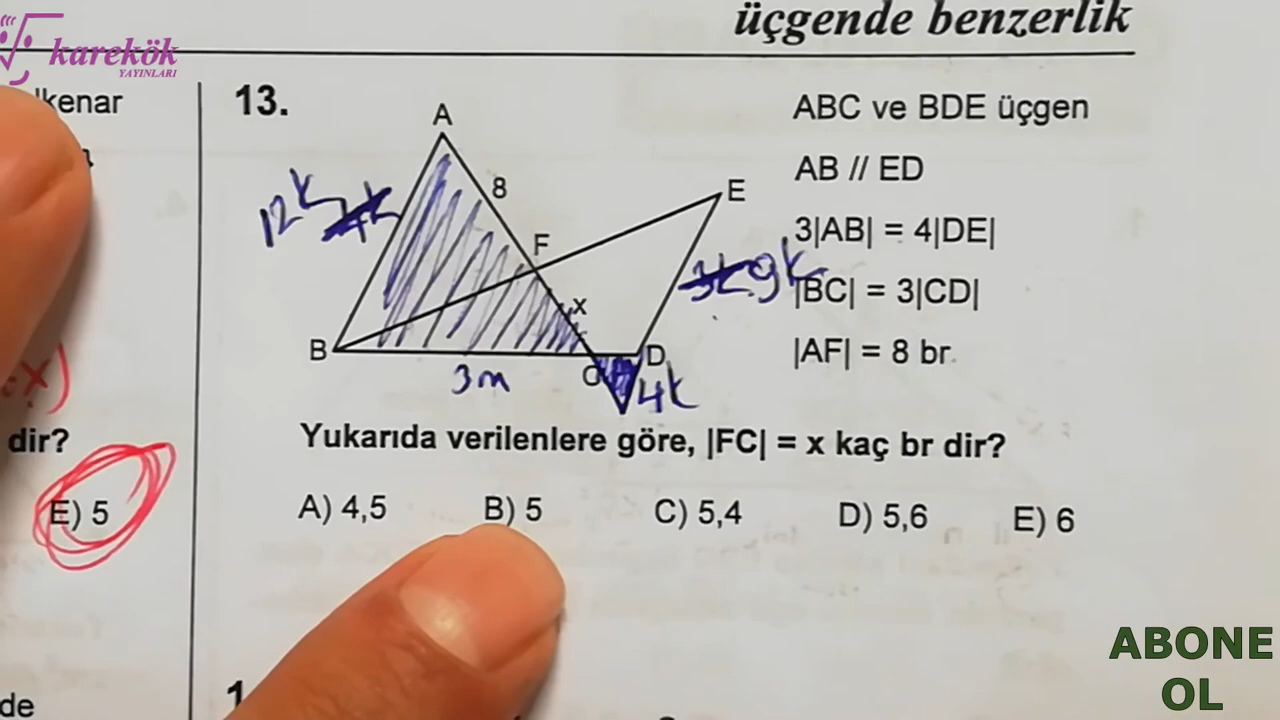 üçgende benzerlik
karekök
YAYINLARI
kenar
dir?
E) 5
de
13.
A
8
12k
4k
F
E
x
B
3m
C
D
4k
3k
9k
ABC ve BDE üçgen
AB // ED
3|AB| = 4|DE|
|BC| = 3|CD|
|AF| = 8 br
Yukarıda verilenlere göre, |FC| = x kaç br dir?
A) 4,5 B) 5 C) 5,4 D) 5,6 E) 6
1
ABONE
OL